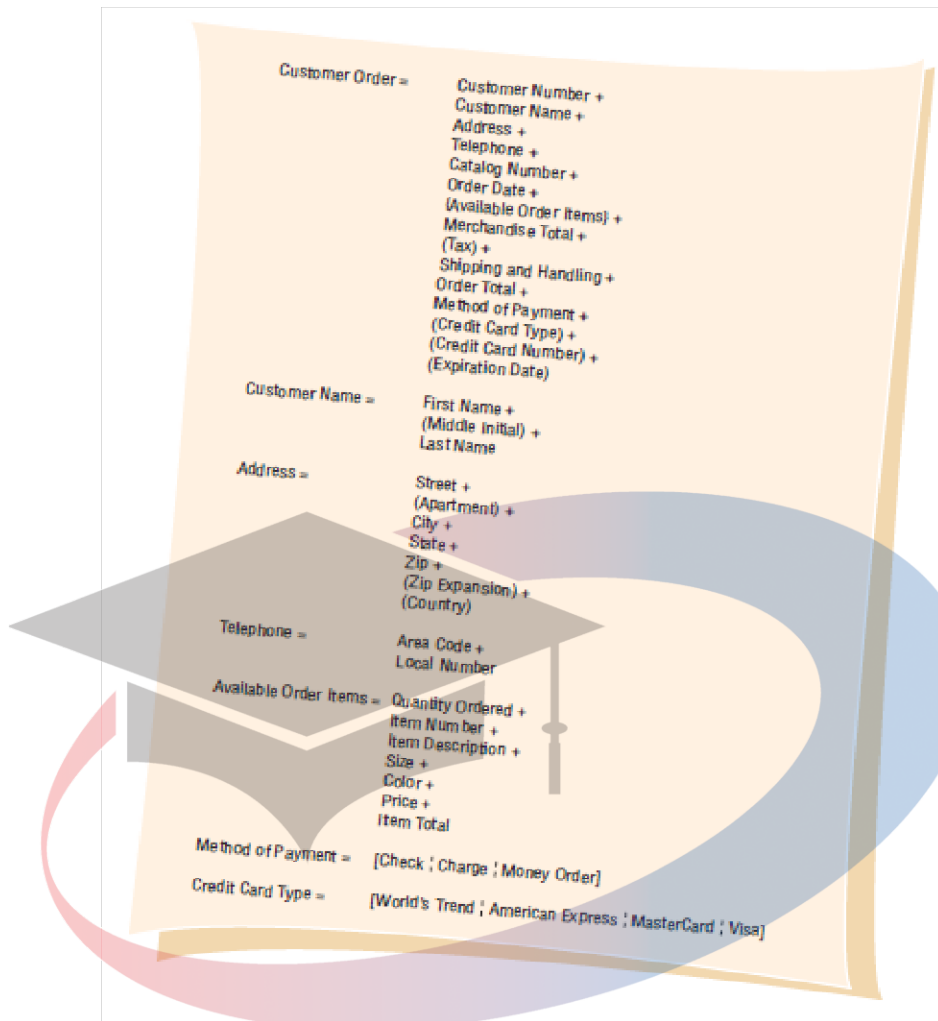 Customer Order = Customer Number +
Customer Name +
Address +
Telephone +
Catalog Number +
Order Date +
{Available Order Items} +
Merchandise Total +
(Tax) +
Shipping and Handling +
Order Total +
Method of Payment +
(Credit Card Type) +
(Credit Card Number) +
(Expiration Date)
Customer Name = First Name +
(Middle Initial) +
Last Name
Address = Street +
(Apartment) +
City +
State +
Zip +
(Zip Expansion) +
(Country)
Telephone = Area Code +
Local Number
Available Order Items = Quantity Ordered +
Item Number +
Item Description +
Size +
Color +
Price +
Item Total
Method of Payment = [Check ¦ Charge ¦ Money Order]
Credit Card Type = [World's Trend ¦ American Express ¦ MasterCard ¦ Visa]